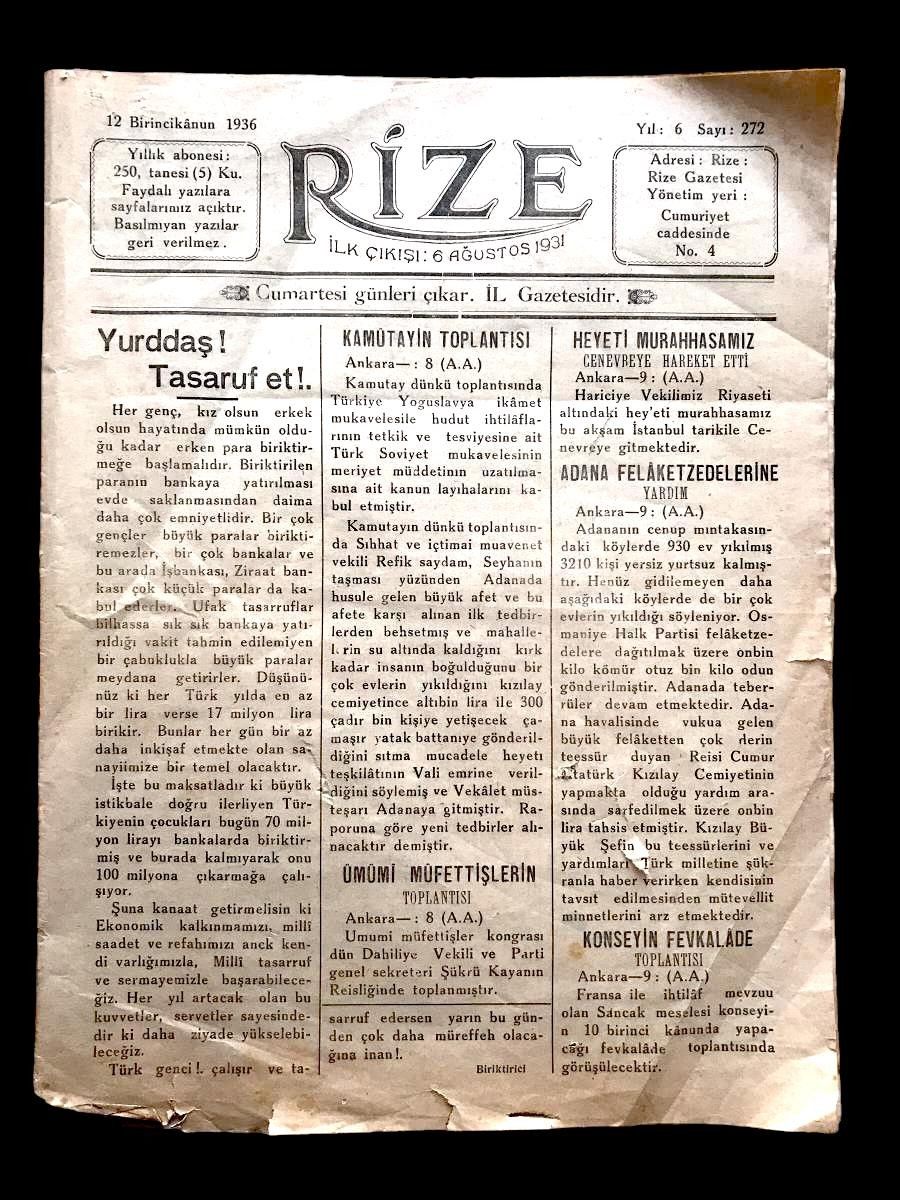 12 Birincikânun 1936
Yıllık abonesi:
250, tanesi (5) Ku.
Faydalı yazılara
sayfalarımız açıktır.
Basılmıyan yazılar
geri verilmez.
RİZE
İLK ÇIKIŞI: 6 AĞUSTOS 1931
Yıl: 6 Sayı: 272
Adresi: Rize:
Rize Gazetesi
Yönetim yeri:
Cumuriyet
caddesinde
No. 4
Cumartesi günleri çıkar. İL Gazetesidir.
Yurddaş!
Tasaruf et!.
Her genç, kız olsun erkek
olsun hayatında mümkün oldu-
ğu kadar erken para biriktir-
meğe başlamalıdır. Biriktirilen
paranın bankaya yatırılması
evde saklanmasından daima
daha çok emniyetlidir. Bir çok
gençler büyük paralar birikti-
remezler, bir çok bankalar ve
bu arada İşbankası, Ziraat ban-
kası çok küçük paralar da ka-
bul ederler. Ufak tasarruflar
bilhassa sık sık bankaya yatı-
rıldığı vakit tahmin edilemiyen
bir çabuklukla büyük paralar
meydana getirirler. Düşünü-
nüz ki her Türk yılda en az
bir lira verse 17 milyon lira
birikir. Bunlar her gün bir az
daha inkişaf etmekte olan sa-
nayiimize bir temel olacaktır.
İşte bu maksatladır ki büyük
istikbale doğru ilerliyen Tür-
kiyenin çocukları bugün 70 mil-
yon lirayı bankalarda biriktir-
miş ve burada kalmıyarak onu
100 milyona çıkarmağa çalı-
şıyor.
Şuna kanaat getirmelisin ki
Ekonomik kalkınmamızı, millî
saadet ve refahımızı anck ken-
di varlığımızla, Millî tasarruf
ve sermayemizle başarabilece-
ğiz. Her yıl artacak olan bu
kuvvetler, servetler sayesinde-
dir ki daha ziyade yükselebi-
leceğiz.
Türk genci!. çalışır ve ta-
KAMUTAYIN TOPLANTISI
Ankara—: 8 (A.A.)
Kamutay dünkü toplantısında
Türkiye Yoguslavya ikâmet
mukavelesile hudut ihtilâfla-
rının tetkik ve tesviyesine ait
Türk Soviyet mukavelesinin
meriyet müddetinin uzatılma-
sına ait kanun layıhalarını ka-
bul etmiştir.
Kamutayın dünkü toplantısın-
da Sıhhat ve içtimai muavenet
vekili Refik saydam, Seyhanın
taşması yüzünden Adanada
husule gelen büyük afet ve bu
afete karşı alınan ilk tedbir-
lerden behsetmiş ve mahalle-
lerin su altında kaldığını kırk
kadar insanın boğulduğunu bir
çok evlerin yıkıldığını kızılay
cemiyetince altıbin lira ile 300
çadır bin kişiye yetişecek ça-
maşır yatak battanıye gönderil-
diğini sıtma mucadele heyetı
teşkilâtının Vali emrine veril-
diğini söylemiş ve Vekâlet müs-
teşarı Adanaya gitmiştir. Ra-
poruna göre yeni tedbirler alı-
nacaktır demiştir.
ÜMÜMİ MÜFETTİŞLERİN
TOPLANTISI
Ankara—: 8 (A.A.)
Umumi müfettişler kongrası
dün Dahiliye Vekili ve Parti
genel sekreteri Şükrü Kayanın
Reisliğinde toplanmıştır.
sarruf edersen yarın bu gün-
den çok daha müreffeh olaca-
ğına inan!.
Biriktirici
HEYETİ MURAHHASAMIZ
CENEVREYE HAREKET ETTİ
Ankara—9: (A.A.)
Hariciye Vekilimiz Riyaseti
altındaki hey'eti murahhasamız
bu akşam İstanbul tarikile Ce-
nevreye gitmektedir.
ADANA FELÂKETZEDELERİNE
YARDIM
Ankara—9: (A.A.)
Adananın cenup mıntakasın-
daki köylerde 930 ev yıkılmış
3210 kişi yersiz yurtsuz kalmış-
tır. Henüz gidilemeyen daha
aşağıdaki köylerde de bir çok
evlerin yıkıldığı söyleniyor. Os-
maniye Halk Partisi felâketze-
delere dağıtılmak üzere onbin
kilo kömür otuz bin kilo odun
gönderilmiştir. Adanada teber-
rüler devam etmektedir. Ada-
na havalisinde vukua gelen
büyük felâketten çok derin
teessür duyan Reisi Cumur
Atatürk Kızılay Cemiyetinin
yapmakta olduğu yardım ara-
sında sarfedilmek üzere onbin
lira tahsis etmiştir. Kızılay Bü-
yük Şefin bu teessürlerini ve
yardımları Türk milletine şük-
ranla haber verirken kendisinin
tavsit edilmesinden mütevellit
minnetlerini arz etmektedir.
KONSEYİN FEVKALÂDE
TOPLANTISI
Ankara—9: (A.A.)
Fransa ile ihtilâf mevzuu
olan Sancak meselesi konseyi-
n 10 birinci kânunda yapa-
cağı fevkalâde toplantısında
görüşülecektir.